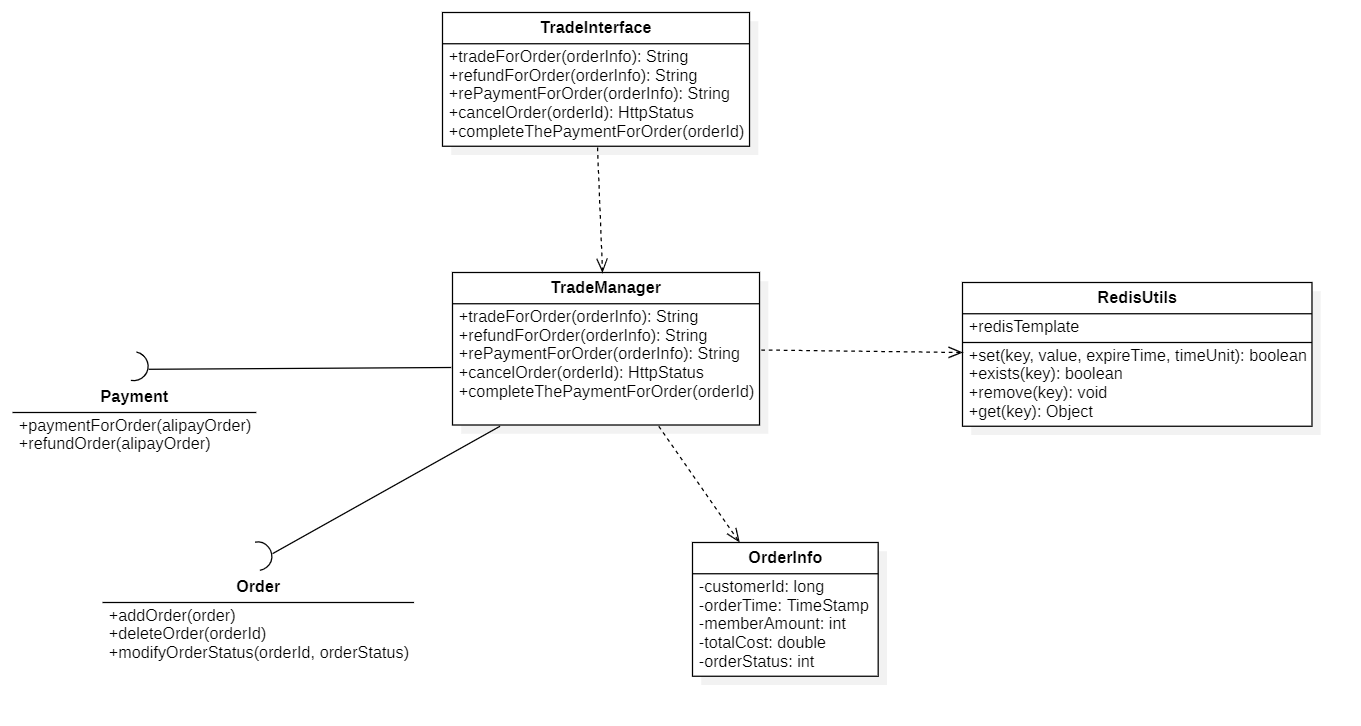 TradeInterface
+tradeForOrder(orderInfo): String
+refundForOrder(orderInfo): String
+rePaymentForOrder(orderInfo): String
+cancelOrder(orderId): HttpStatus
+completeThePaymentForOrder(orderId)
TradeManager
+tradeForOrder(orderInfo): String
+refundForOrder(orderInfo): String
+rePaymentForOrder(orderInfo): String
+cancelOrder(orderId): HttpStatus
+completeThePaymentForOrder(orderId)
RedisUtils
+redisTemplate
+set(key, value, expireTime, timeUnit): boolean
+exists(key): boolean
+remove(key): void
+get(key): Object
Payment
+paymentForOrder(alipayOrder)
+refundOrder(alipayOrder)
Order
+addOrder(order)
+deleteOrder(orderId)
+modifyOrderStatus(orderId, orderStatus)
OrderInfo
-customerId: long
-orderTime: TimeStamp
-memberAmount: int
-totalCost: double
-orderStatus: int